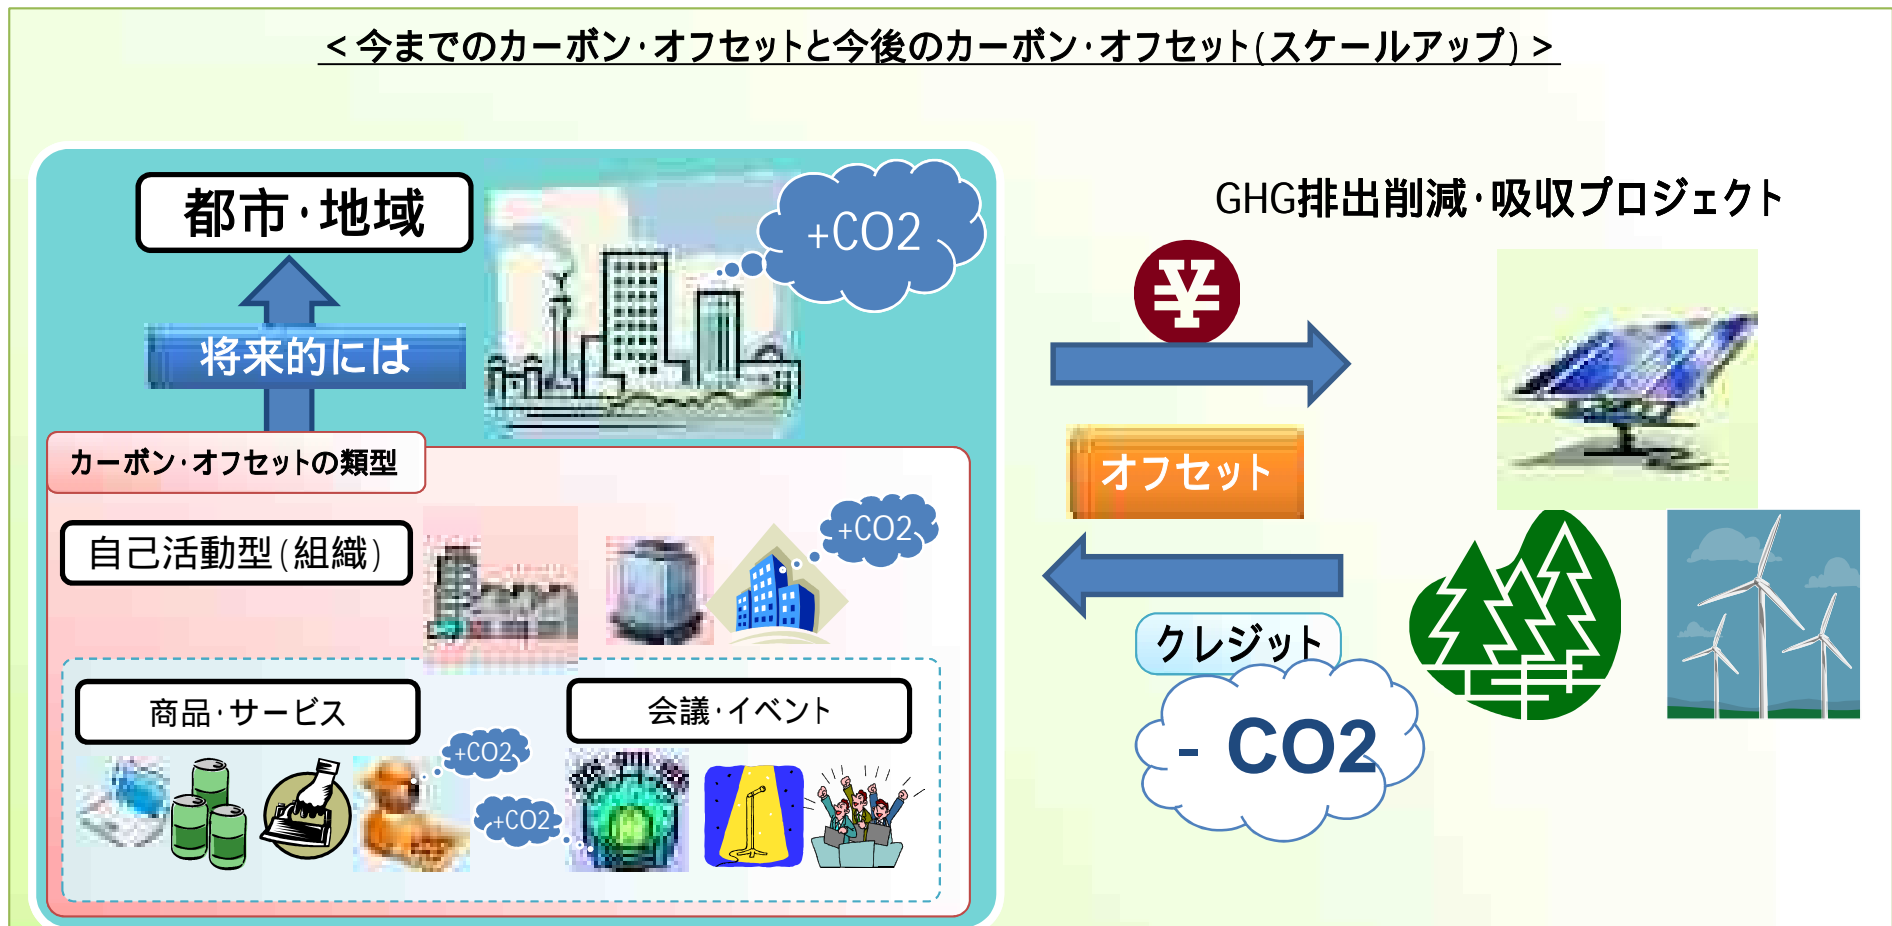 <今までのカーボン･オフセットと今後のカーボン･オフセット(スケールアップ)>
都市･地域
+CO2
将来的には
カーボン･オフセットの類型
自己活動型(組織)
+CO2
商品･サービス
会議･イベント
+CO2
+CO2
GHG排出削減･吸収プロジェクト
¥
オフセット
クレジット
- CO2